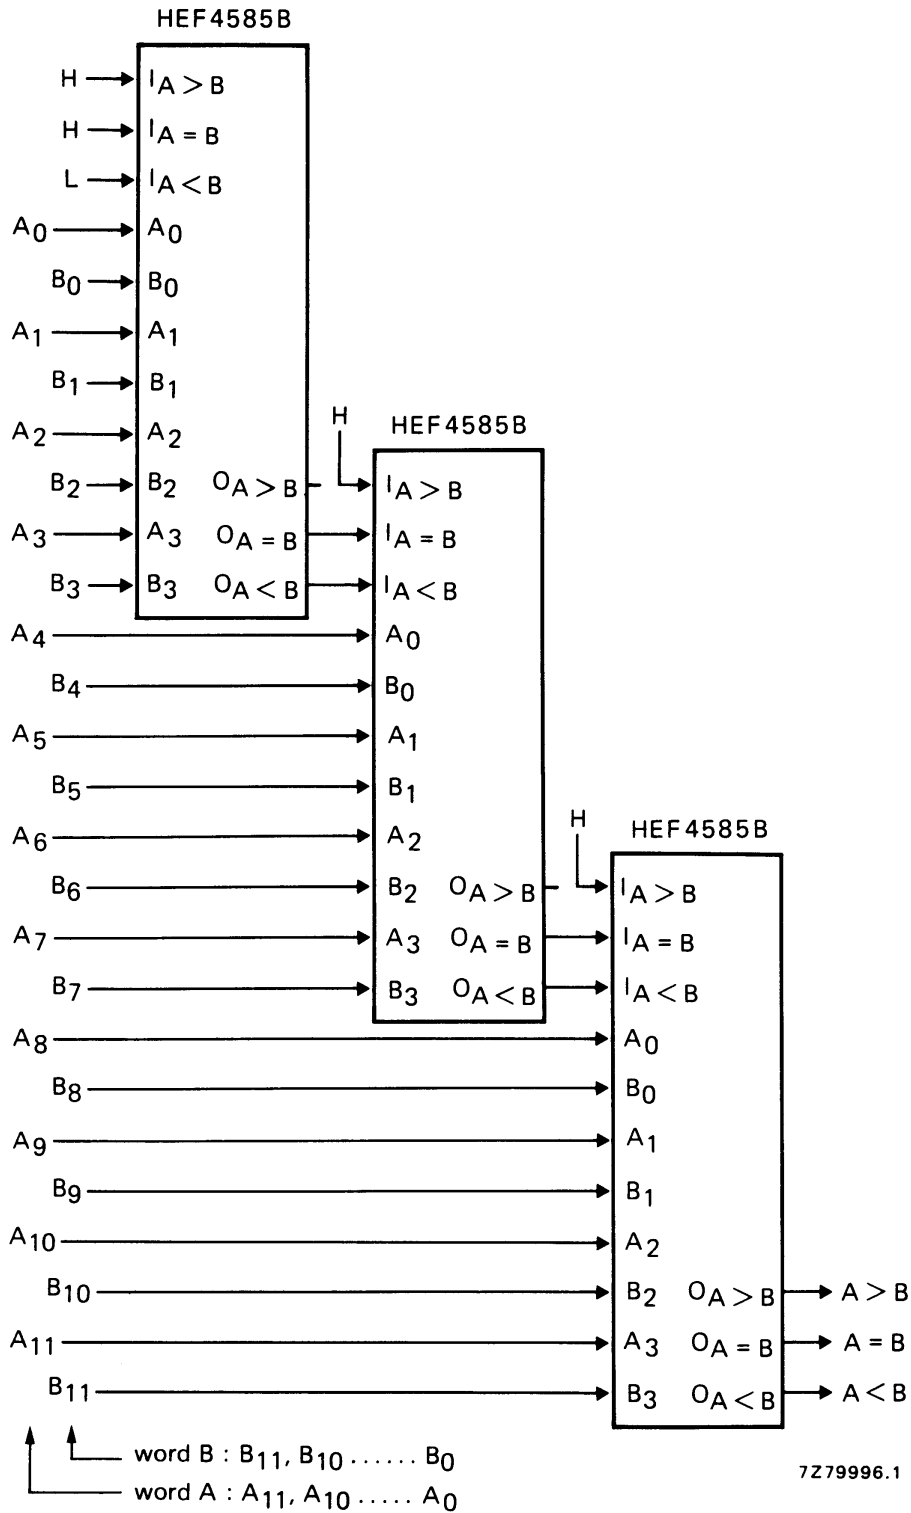 HEF4585B
H I A > B
H I A = B
L I A < B
A0 A0
B0 B0
A1 A1
B1 B1
A2 A2
B2 B2 O A > B
A3 A3 O A = B
B3 B3 O A < B
H HEF4585B
I A > B
I A = B
I A < B
A4 A0
B4 B0
A5 A1
B5 B1
A6 A2
B6 B2 O A > B
A7 A3 O A = B
B7 B3 O A < B
H HEF4585B
I A > B
I A = B
I A < B
A8 A0
B8 B0
A9 A1
B9 B1
A10 A2
B10 B2 O A > B A > B
A11 A3 O A = B A = B
B11 B3 O A < B A < B
word B : B11, B10 ...... B0
word A : A11, A10 ..... A0
7Z79996.1